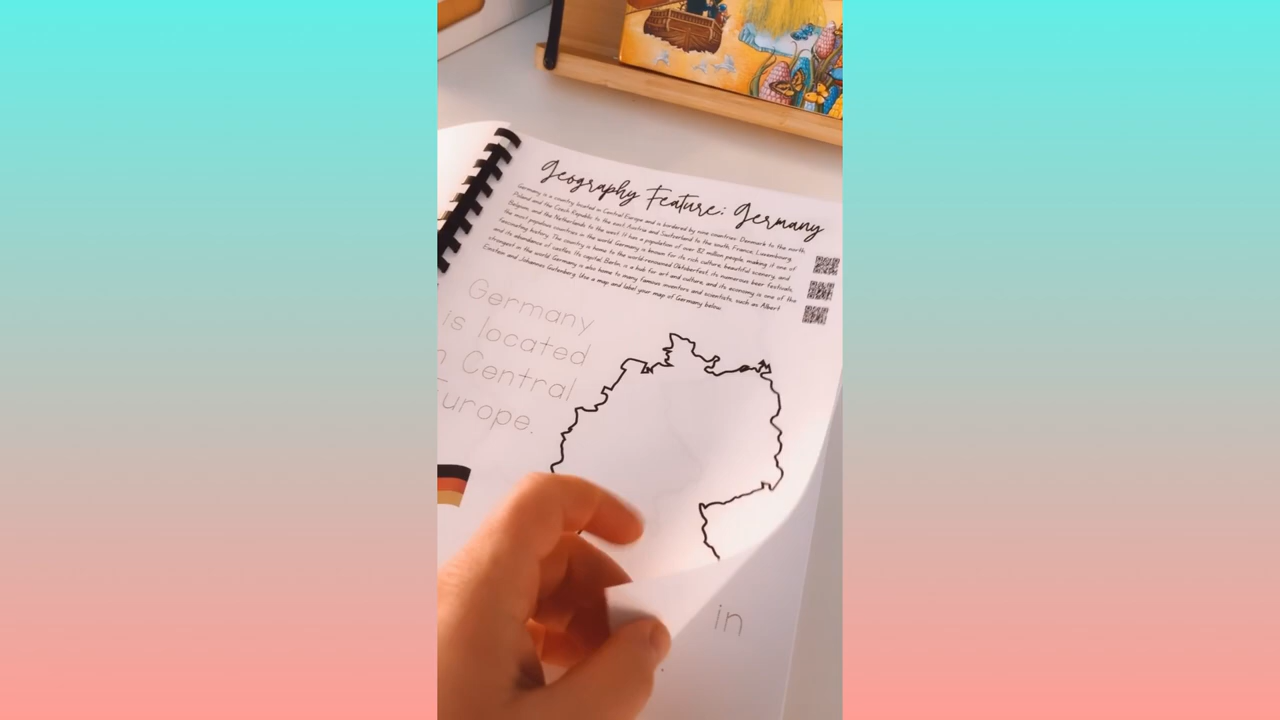 Geography Feature: Germany
Germany is a country located in Central Europe and is bordered by nine countries: Denmark to the north,
Poland and the Czech Republic to the east, Austria and Switzerland to the south, France, Luxembourg,
Belgium, and the Netherlands to the west. It has a population of over 82 million people, making it one of
the most populous countries in the world. Germany is known for its rich culture, beautiful scenery, and
fascinating history. The country is home to the world-renowned Oktoberfest, its numerous beer festivals,
and its abundance of castles. Its capital, Berlin, is a hub for art and culture, and its economy is one of the
strongest in the world. Germany is also home to many famous inventors and scientists, such as Albert
Einstein and Johannes Gutenberg. Use a map and label your map of Germany below.
Germany
is located
n Central
Europe.
in